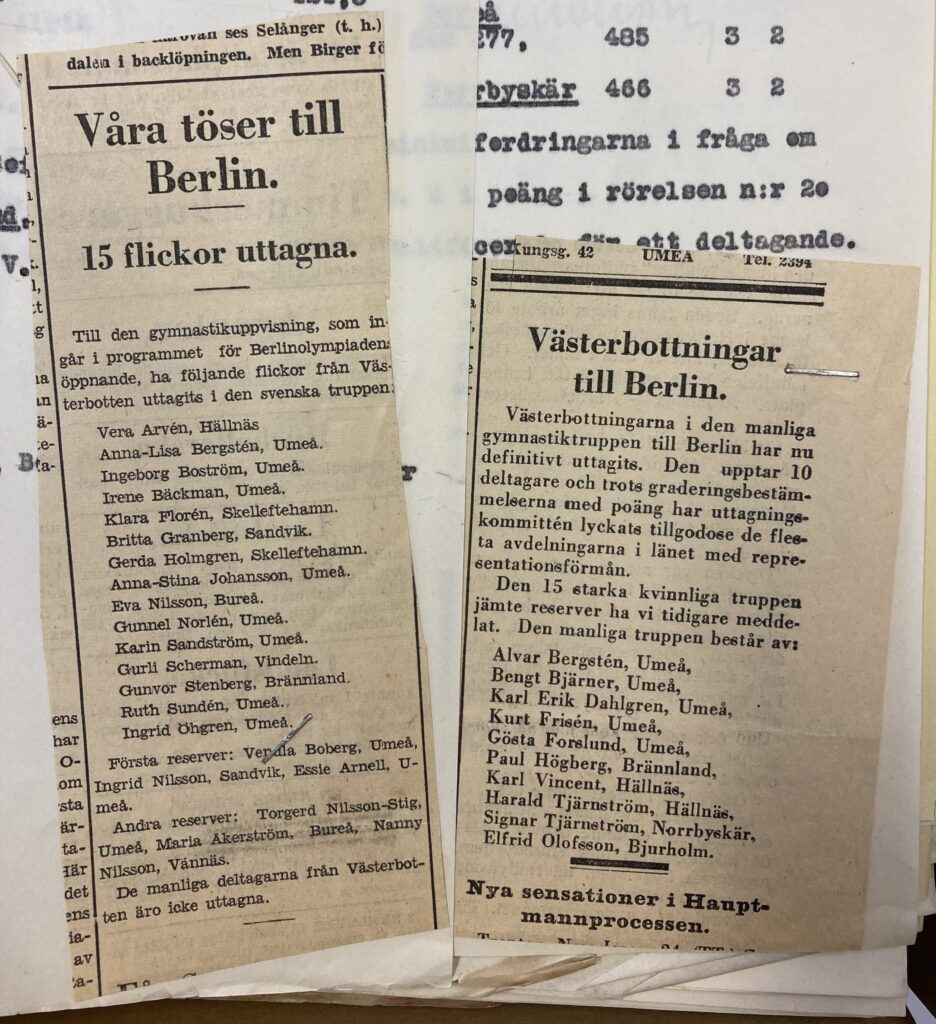 277, 485 3 2
rbyskär 466 3 2
fordringarna i fråga om
poäng i rörelsen n:r 20
för ett deltagande.
ses Selånger (t. h.)
dalen i backlöpningen. Men Birger fö
Våra töser till
Berlin.
15 flickor uttagna.
Till den gymnastikuppvisning, som in-
går i programmet för Berlinolympiadens
öppnande, ha följande flickor från Väs-
terbotten uttagits i den svenska truppen:
Vera Arvén, Hällnäs
Anna-Lisa Bergstén, Umeå.
Ingeborg Boström, Umeå.
Irene Bäckman, Umeå.
Klara Florén, Skelleftehamn.
Britta Granberg, Sandvik.
Gerda Holmgren, Skelleftehamn.
Anna-Stina Johansson, Umeå.
Eva Nilsson, Bureå.
Gunnel Norlén, Umeå.
Karin Sandström, Umeå.
Gurli Scherman, Vindeln.
Gunvor Stenberg, Brännland.
Ruth Sundén, Umeå.
Ingrid Öhgren, Umeå.
Första reserver: Vendla Boberg, Umeå,
Ingrid Nilsson, Sandvik, Essie Arnell, U-
meå.
Andra reserver: Torgerd Nilsson-Stig,
Umeå, Maria Åkerström, Bureå, Nanny
Nilsson, Vännäs.
De manliga deltagarna från Västerbot-
ten äro icke uttagna.
Kungsg. 42 UMEÅ Tel. 2394
Västerbottningar
till Berlin.
Västerbottningarna i den manliga
gymnastiktruppen till Berlin har nu
definitivt uttagits. Den upptar 10
deltagare och trots graderingsbestäm-
melserna med poäng har uttagnings-
kommittén lyckats tillgodose de fles-
ta avdelningarna i länet med repre-
sentationsförmån.
Den 15 starka kvinnliga truppen
jämte reserver ha vi tidigare medde-
lat. Den manliga truppen består av:
Alvar Bergstén, Umeå,
Bengt Bjärner, Umeå,
Karl Erik Dahlgren, Umeå,
Kurt Frisén, Umeå,
Gösta Forslund, Umeå,
Paul Högberg, Brännland,
Karl Vincent, Hällnäs,
Harald Tjärnström, Hällnäs,
Signar Tjärnström, Norrbyskär,
Elfrid Olofsson, Bjurholm.
Nya sensationer i Haupt-
mannprocessen.